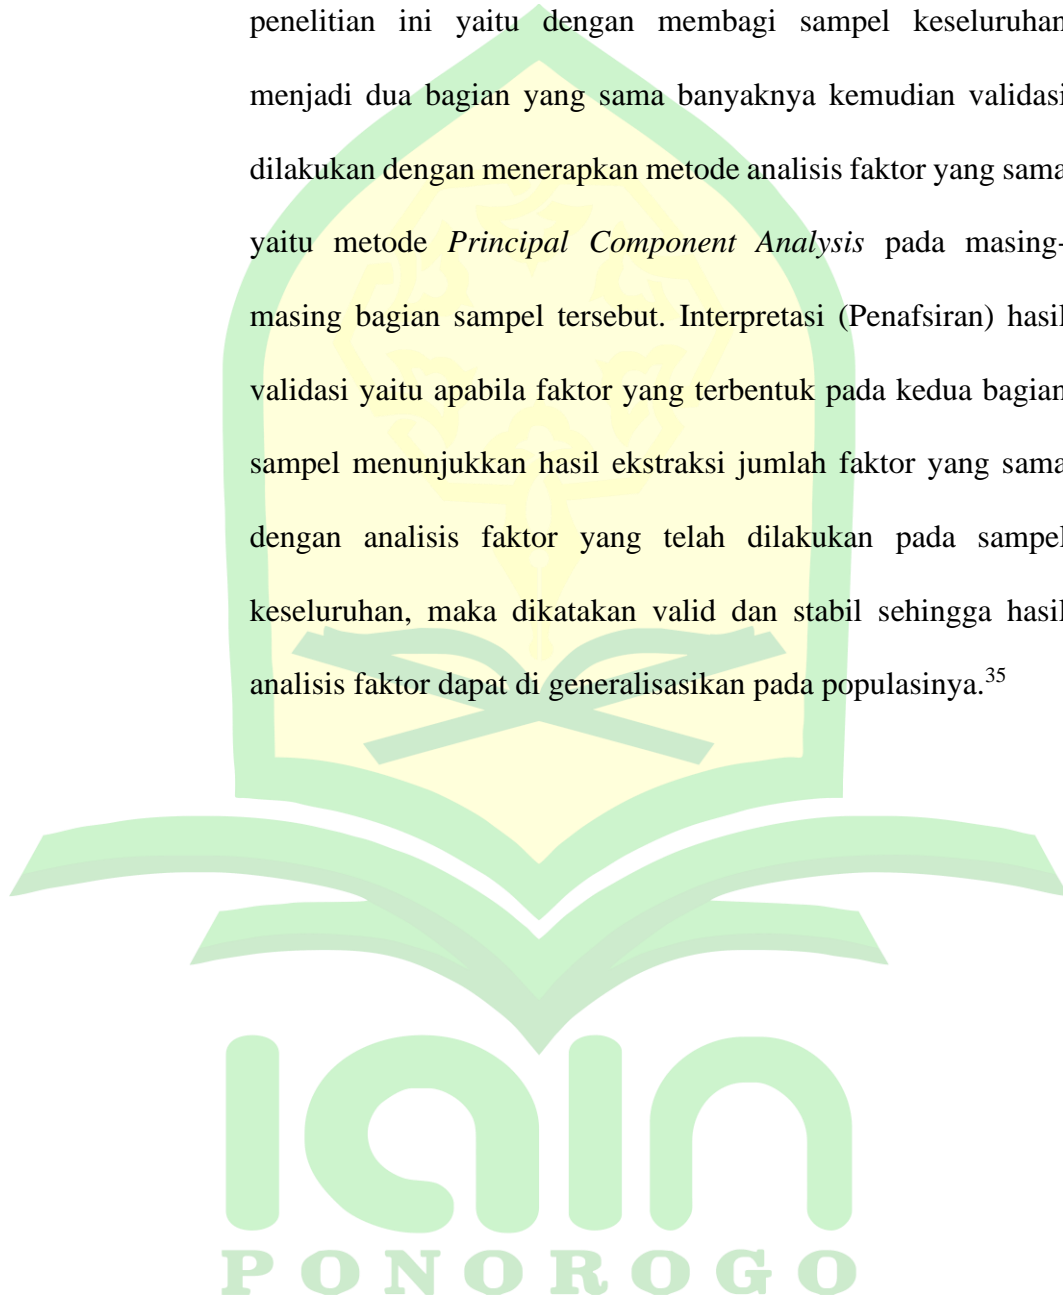 penelitian ini yaitu dengan membagi sampel keseluruhan
menjadi dua bagian yang sama banyaknya kemudian validasi
dilakukan dengan menerapkan metode analisis faktor yang sama
yaitu metode Principal Component Analysis pada masing-
masing bagian sampel tersebut. Interpretasi (Penafsiran) hasil
validasi yaitu apabila faktor yang terbentuk pada kedua bagian
sampel menunjukkan hasil ekstraksi jumlah faktor yang sama
dengan analisis faktor yang telah dilakukan pada sampel
keseluruhan, maka dikatakan valid dan stabil sehingga hasil
analisis faktor dapat di generalisasikan pada populasinya.35
iain
PONOROGO